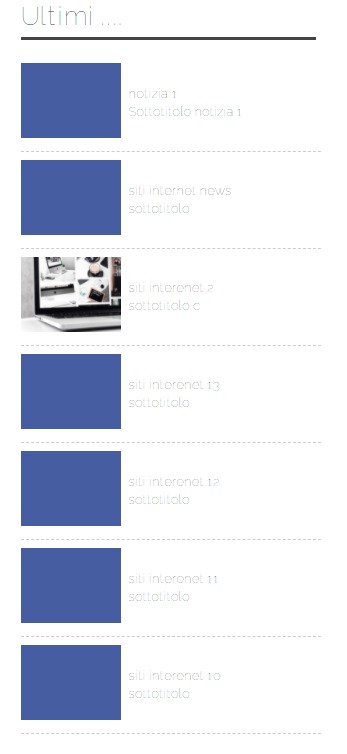 Ultimi ....
notizia 1
Sottotitolo notizia 1
siti internet news
sottotitolo
siti interenet 2
sottotitolo c
siti interenet 13
sottotitolo
siti interenet 12
sottotitolo
siti interenet 11
sottotitolo
siti interenet 10
sottotitolo